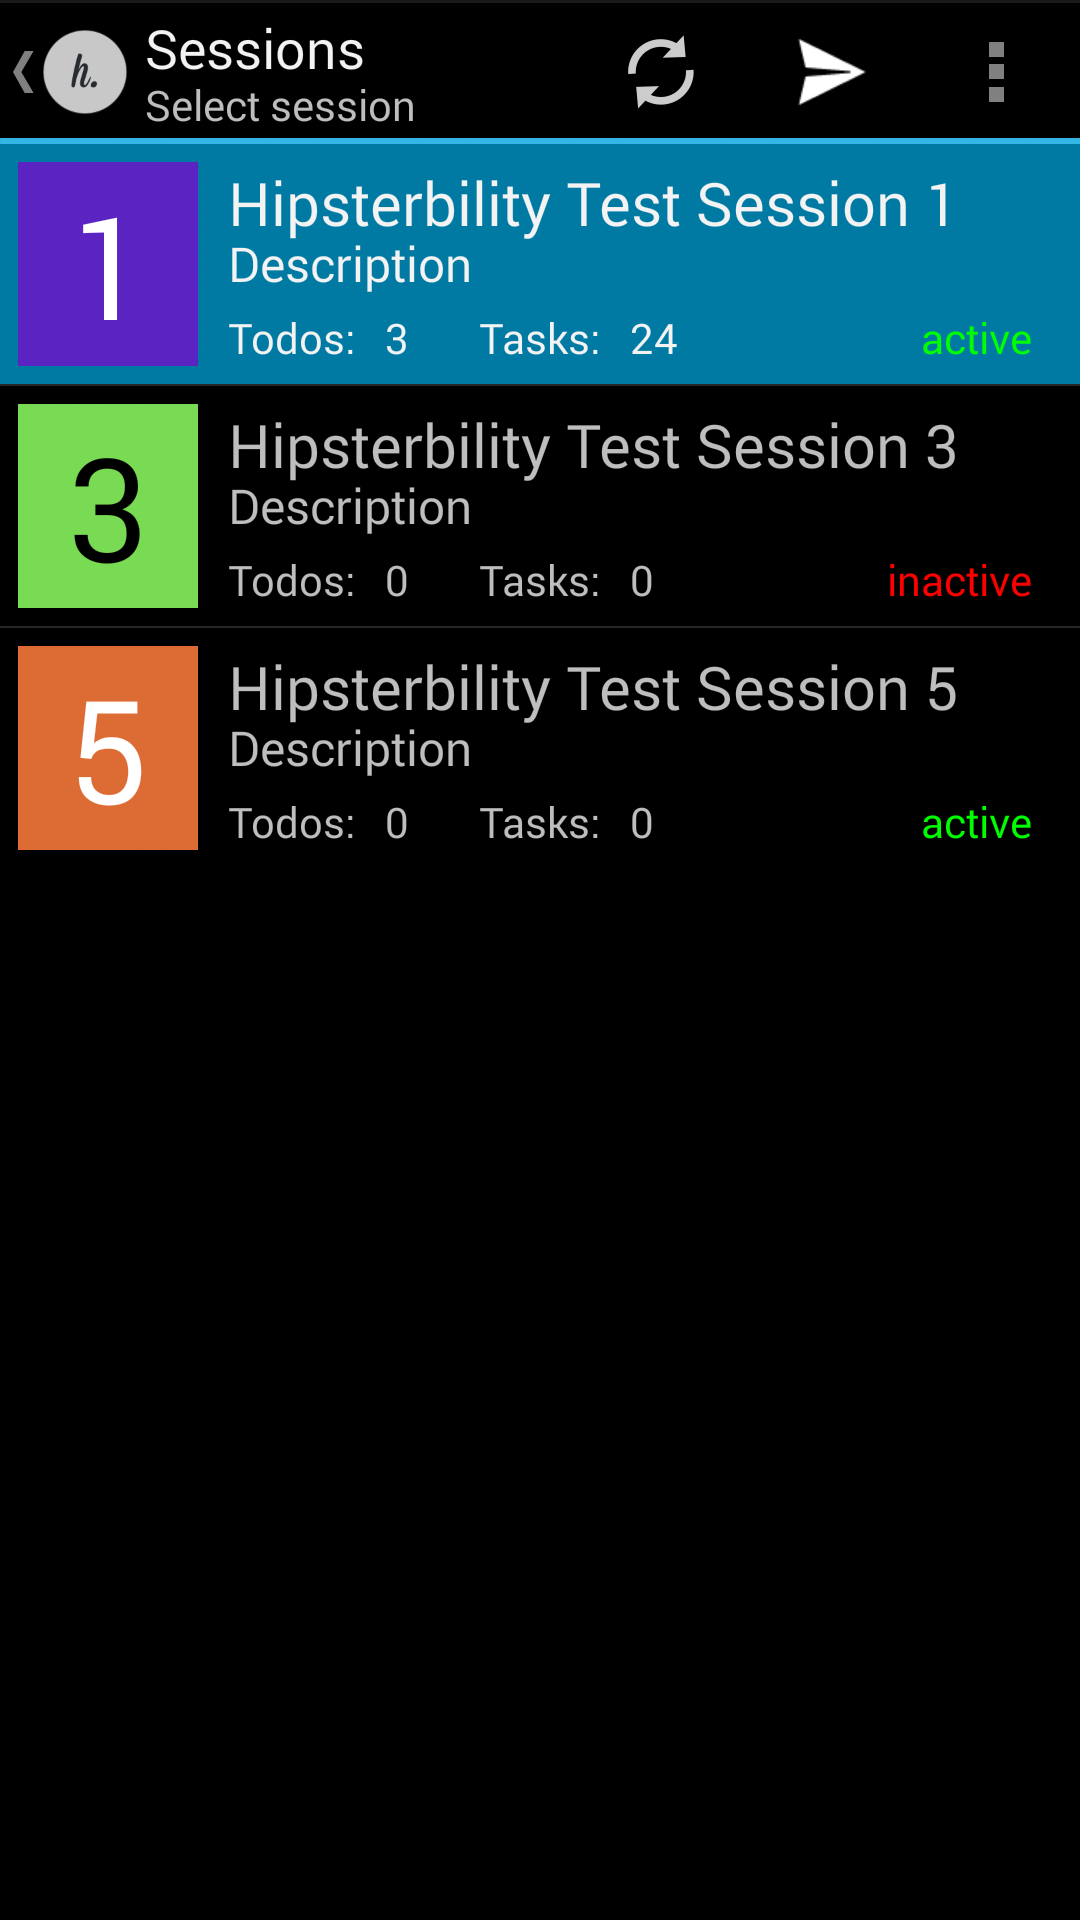 h.
Sessions
Select session
1
Hipsterbility Test Session 1
Description
Todos: 3 Tasks: 24 active
3
Hipsterbility Test Session 3
Description
Todos: 0 Tasks: 0 inactive
5
Hipsterbility Test Session 5
Description
Todos: 0 Tasks: 0 active